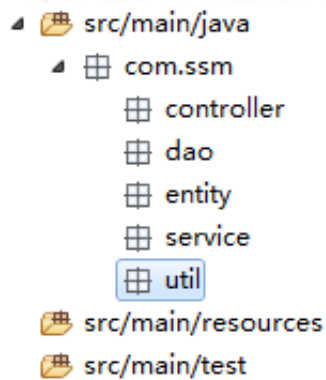 src/main/java
com.ssm
controller
dao
entity
service
util
src/main/resources
src/main/test